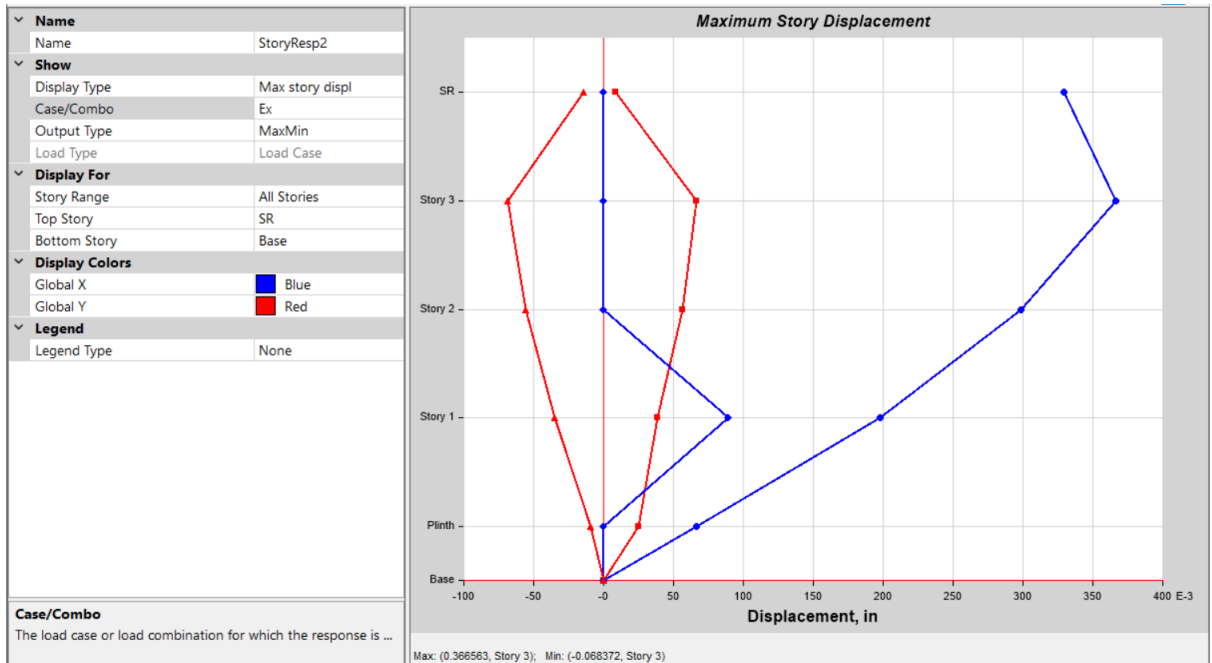 Name
Name StoryResp2
Show
Display Type Max story displ
Case/Combo Ex
Output Type MaxMin
Load Type Load Case
Display For
Story Range All Stories
Top Story SR
Bottom Story Base
Display Colors
Global X Blue
Global Y Red
Legend
Legend Type None
Case/Combo
The load case or load combination for which the response is ...
Maximum Story Displacement
SR
Story 3
Story 2
Story 1
Plinth
Base
-100 -50 -0 50 100 150 200 250 300 350 400 E-3
Displacement, in
Max: (0.366563, Story 3); Min: (-0.068372, Story 3)